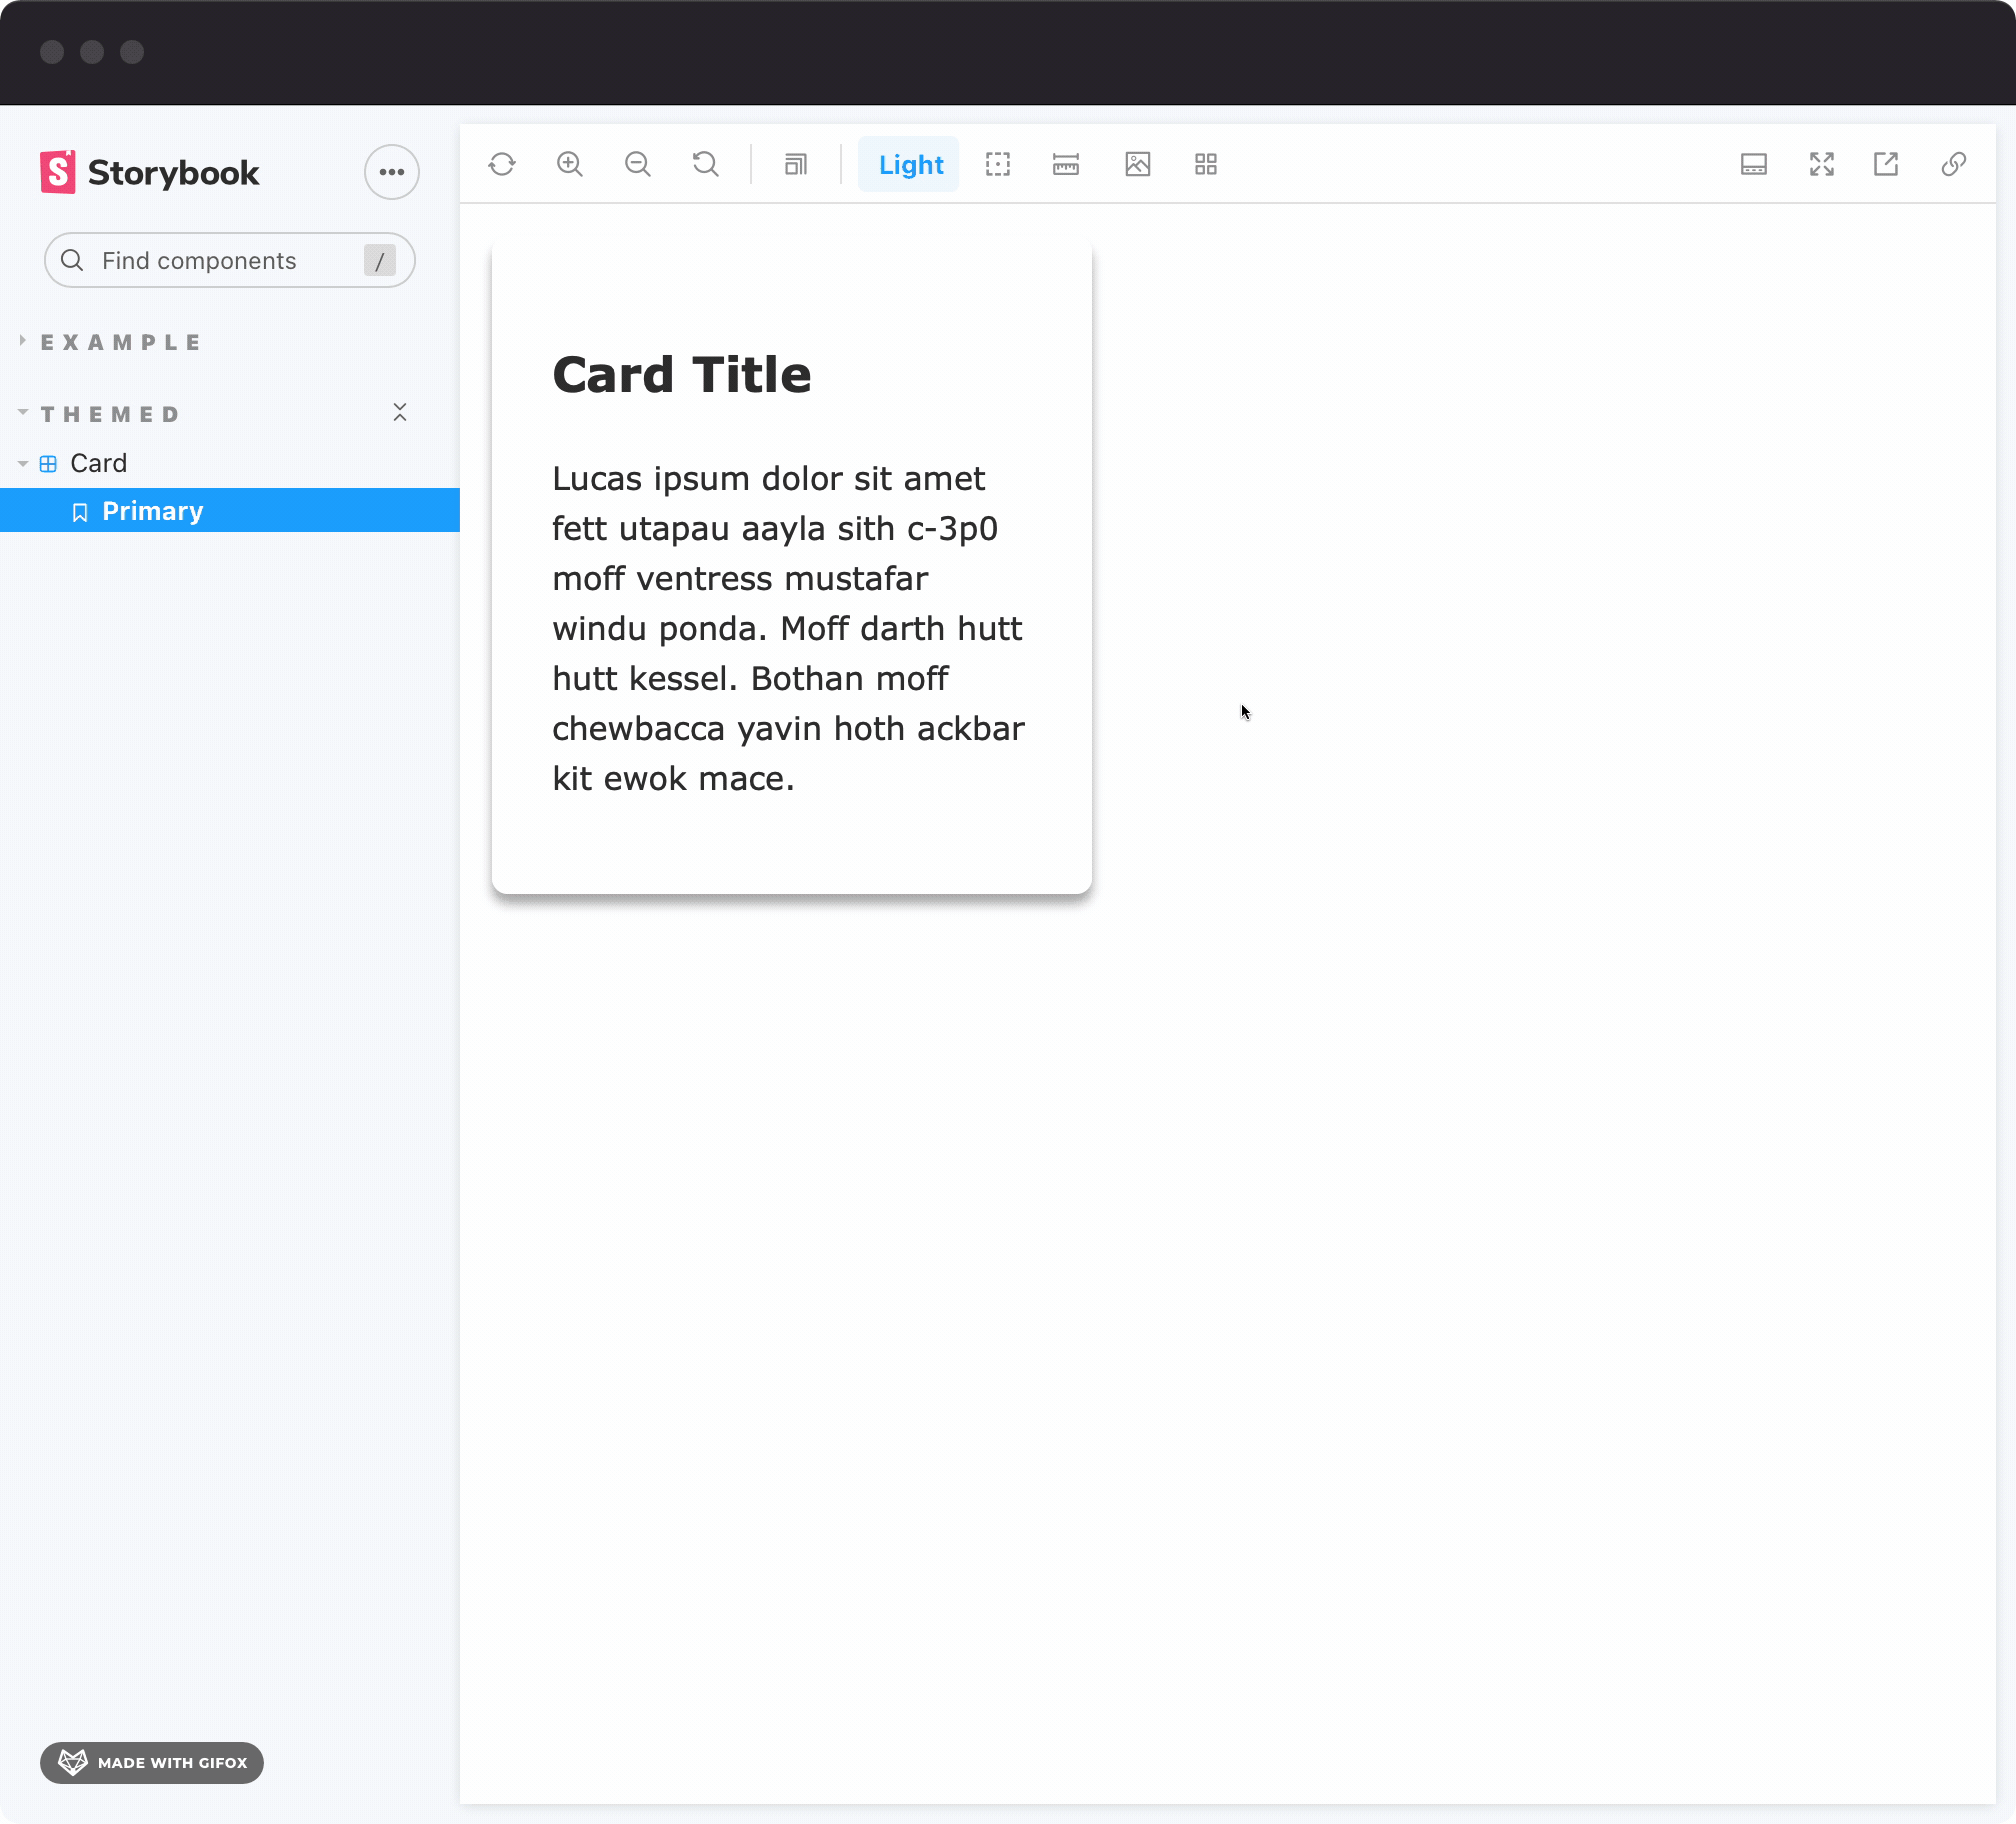 Storybook
Find components
/
EXAMPLE
THEMED
Card
Primary
Light
Card Title
Lucas ipsum dolor sit amet
fett utapau aayla sith c-3p0
moff ventress mustafar
windu ponda. Moff darth hutt
hutt kessel. Bothan moff
chewbacca yavin hoth ackbar
kit ewok mace.
MADE WITH GIFOX